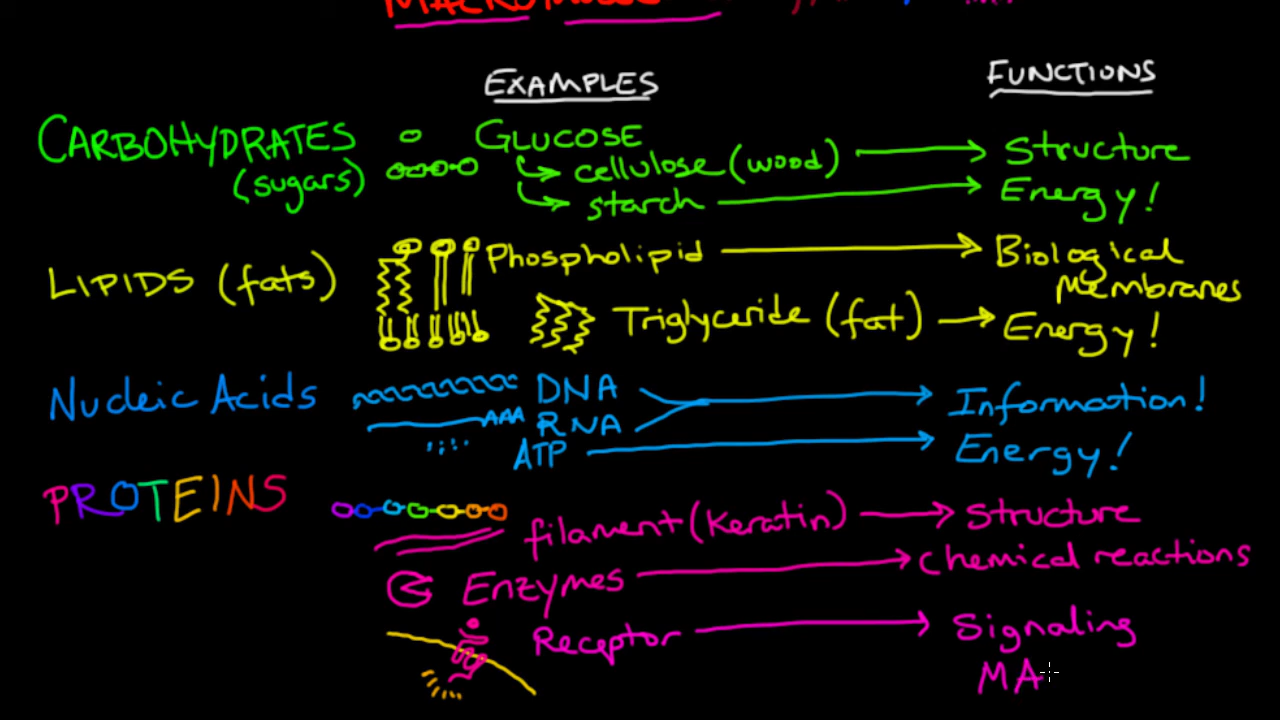 EXAMPLES FUNCTIONS
CARBOHYDRATES GLUCOSE Structure
(sugars) cellulose (wood) Energy!
starch
LIPIDS (fats) Phospholipid Biological
Membranes
Triglyceride (fat) Energy!
Nucleic Acids DNA Information!
AAA RNA
ATP Energy!
PROTEINS filament (Keratin) Structure
Enzymes Chemical reactions
Receptor Signaling
MA